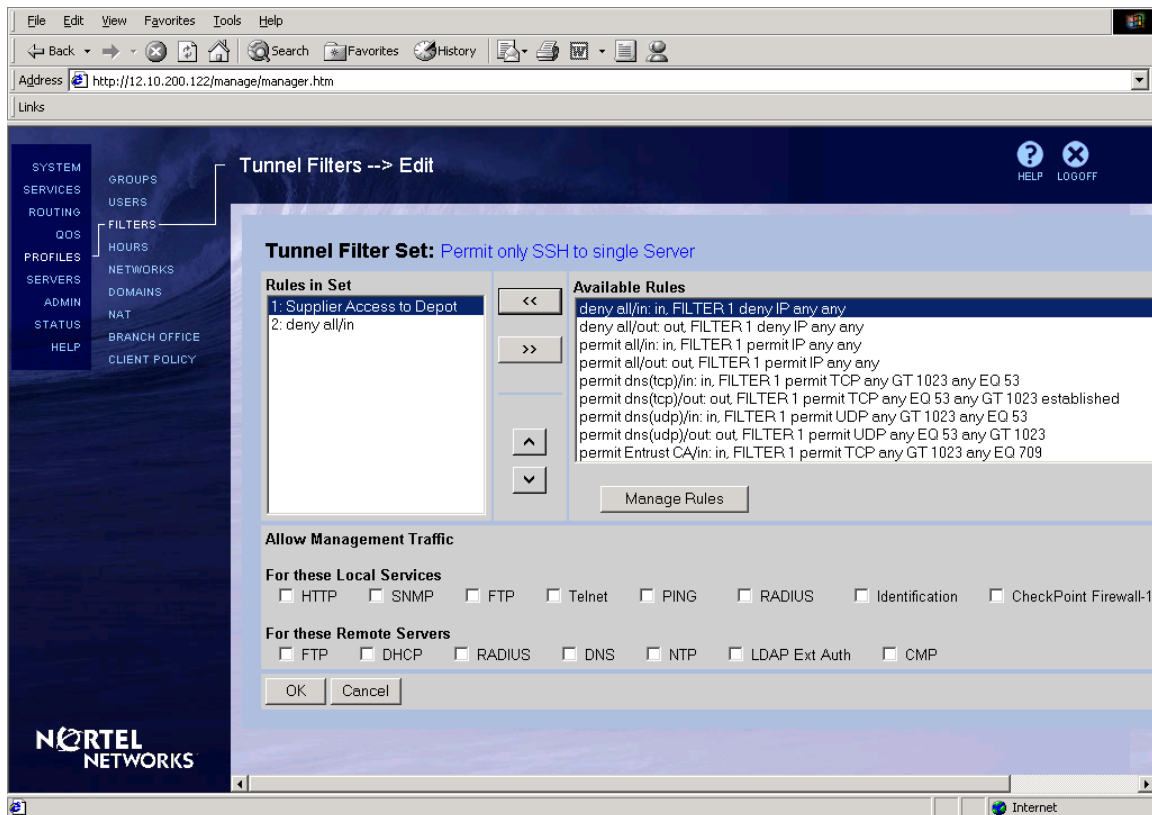 File Edit View Favorites Tools Help
Back Search Favorites History
Address http://12.10.200.122/manage/manager.htm
Links
SYSTEM
SERVICES
ROUTING
QOS
PROFILES
SERVERS
ADMIN
STATUS
HELP
GROUPS
USERS
FILTERS
HOURS
NETWORKS
DOMAINS
NAT
BRANCH OFFICE
CLIENT POLICY
Tunnel Filters --> Edit
HELP LOGOFF
Tunnel Filter Set: Permit only SSH to single Server
Rules in Set
1: Supplier Access to Depot
2: deny all/in
<<
>>
Available Rules
deny all/in: in, FILTER 1 deny IP any any
deny all/out: out, FILTER 1 deny IP any any
permit all/in: in, FILTER 1 permit IP any any
permit all/out: out, FILTER 1 permit IP any any
permit dns(tcp)/in: in, FILTER 1 permit TCP any GT 1023 any EQ 53
permit dns(tcp)/out: out, FILTER 1 permit TCP any EQ 53 any GT 1023 established
permit dns(udp)/in: in, FILTER 1 permit UDP any GT 1023 any EQ 53
permit dns(udp)/out: out, FILTER 1 permit UDP any EQ 53 any GT 1023
permit Entrust CA/in: in, FILTER 1 permit TCP any GT 1023 any EQ 709
Manage Rules
Allow Management Traffic
For these Local Services
HTTP SNMP FTP Telnet PING RADIUS Identification CheckPoint Firewall-1
For these Remote Servers
FTP DHCP RADIUS DNS NTP LDAP Ext Auth CMP
OK Cancel
NORTEL
NETWORKS
Internet